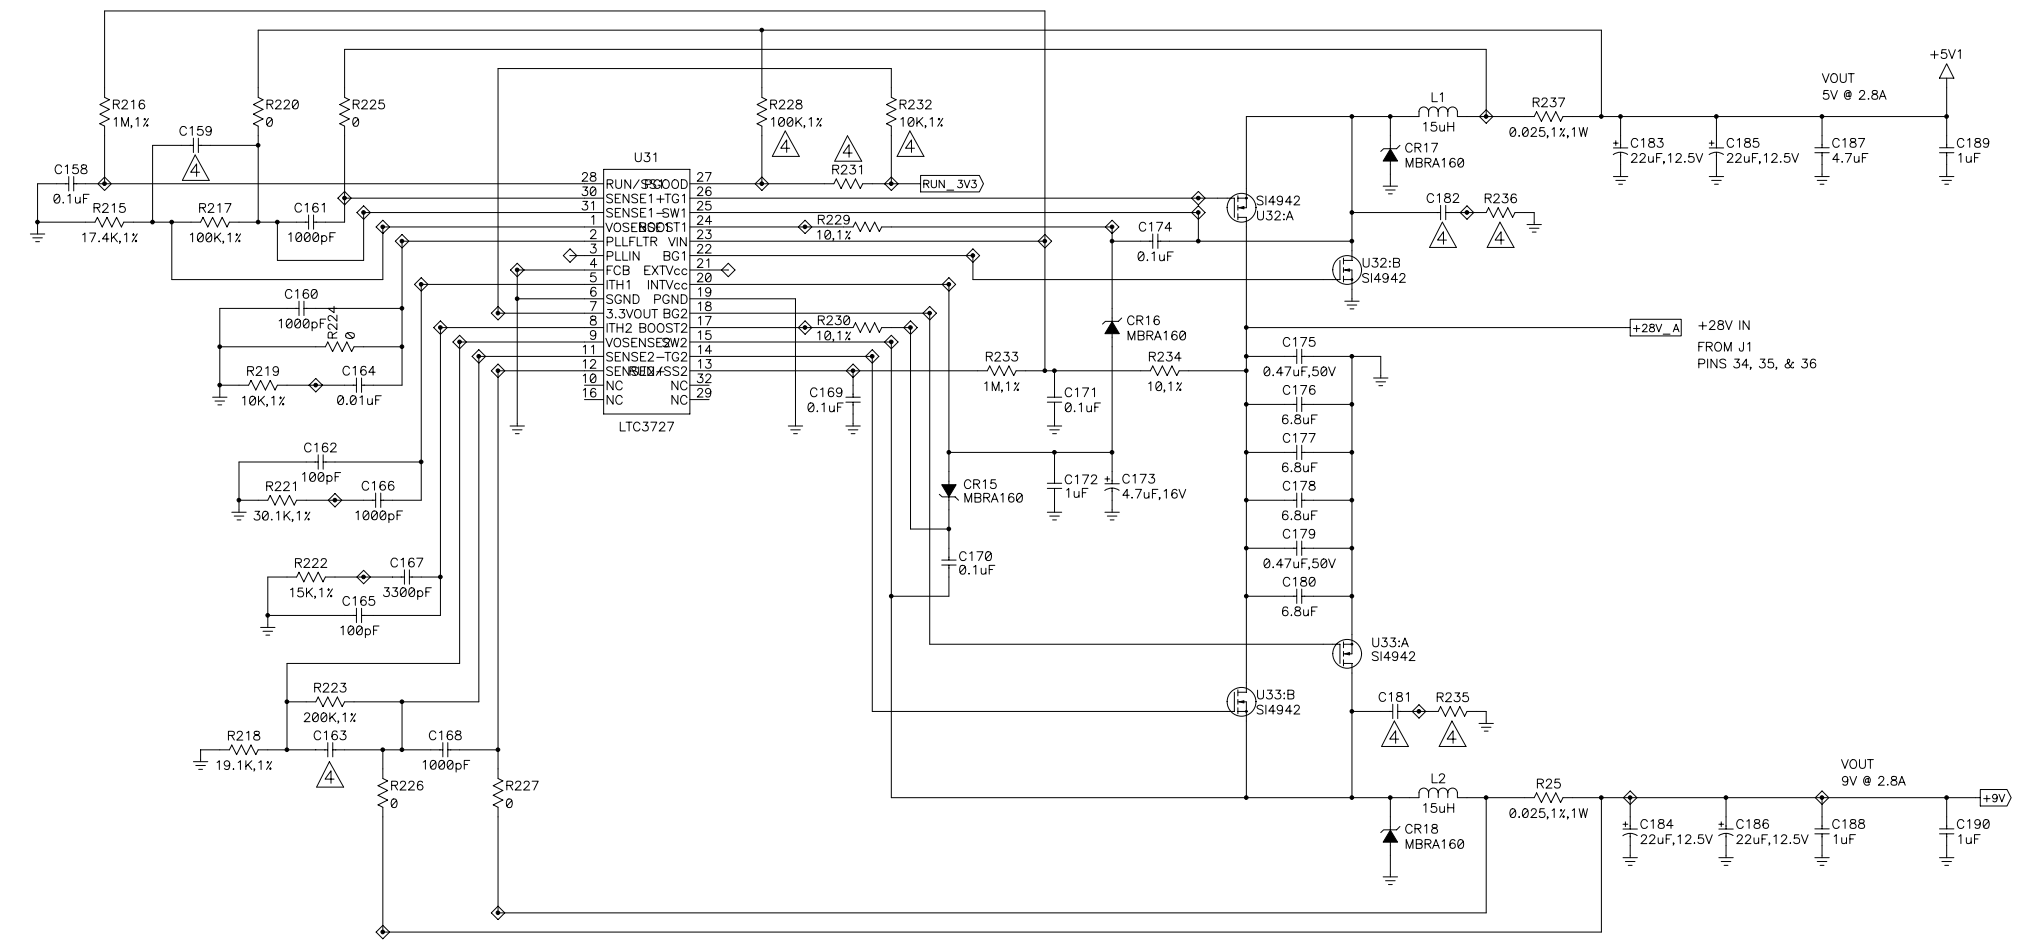 +5V1
VOUT
5V @ 2.8A
R216
1M,1%
R220
0
R225
0
R228
100K,1%
4
R232
10K,1%
4
L1
15uH
R237
0.025,1%,1W
C159
4
4
R231
RUN_3V3
C158
0.1uF
U31
CR17
MBRA160
C183
22uF,12.5V
C185
22uF,12.5V
C187
4.7uF
C189
1uF
R215
17.4K,1%
R217
100K,1%
C161
1000pF
28 RUN/SS1 PGOOD 27
30 SENSE1+ TG1 26
31 SENSE1- SW1 25
1 VOSENSE1 BOOST1 24
2 PLLFLTR VIN 23
3 PLLIN BG1 22
4 FCB EXTVcc 21
5 ITH1 INTVcc 20
6 SGND PGND 19
7 3.3VOUT BG2 18
8 ITH2 BOOST2 17
9 VOSENSE2 SW2 15
11 SENSE2- TG2 14
12 SENSE2+ RUN/SS2 13
10 NC NC 32
16 NC NC 29
LTC3727
SI4942
U32:A
C182
4
R236
4
R229
10,1%
C174
0.1uF
U32:B
SI4942
C160
1000pF
R224
0
R219
10K,1%
C164
0.01uF
R230
10,1%
CR16
MBRA160
+28V_A
+28V IN
FROM J1
PINS 34, 35, & 36
R233
1M,1%
R234
10,1%
C175
0.47uF,50V
C169
0.1uF
C171
0.1uF
C176
6.8uF
C162
100pF
C177
6.8uF
R221
30.1K,1%
C166
1000pF
CR15
MBRA160
C172
1uF
C173
4.7uF,16V
C178
6.8uF
C179
0.47uF,50V
R222
15K,1%
C167
3300pF
C170
0.1uF
C165
100pF
C180
6.8uF
U33:A
SI4942
R223
200K,1%
U33:B
SI4942
C181
4
R235
4
R218
19.1K,1%
C163
4
C168
1000pF
R226
0
R227
0
L2
15uH
R25
0.025,1%,1W
VOUT
9V @ 2.8A
+9V
CR18
MBRA160
C184
22uF,12.5V
C186
22uF,12.5V
C188
1uF
C190
1uF